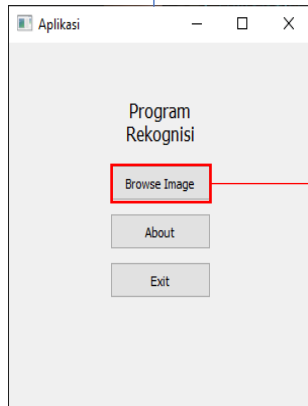 Aplikasi
Program
Rekognisi
Browse Image
About
Exit